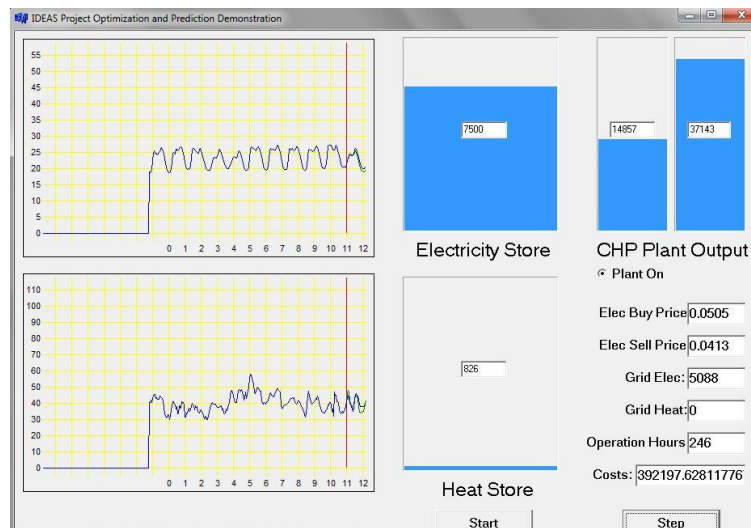 IDEAS Project Optimization and Prediction Demonstration
55
50
45
40
35
30
25
20
15
10
5
0
0 1 2 3 4 5 6 7 8 9 10 11 12
7500
Electricity Store
14857 37143
CHP Plant Output
Plant On
110
100
90
80
70
60
50
40
30
20
10
0
0 1 2 3 4 5 6 7 8 9 10 11 12
826
Heat Store
Elec Buy Price 0.0505
Elec Sell Price 0.0413
Grid Elec: 5088
Grid Heat: 0
Operation Hours 246
Costs: 392197.62811776
Start
Step